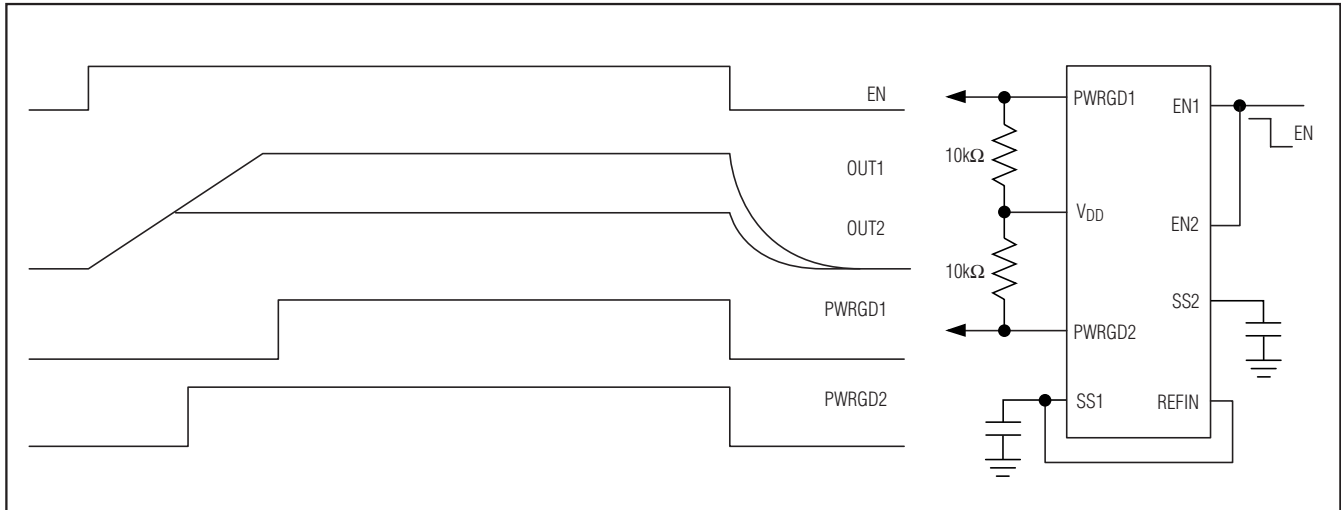 EN
OUT1
OUT2
PWRGD1
PWRGD2
PWRGD1
EN1
EN
10kΩ
VDD
EN2
10kΩ
SS2
PWRGD2
SS1
REFIN